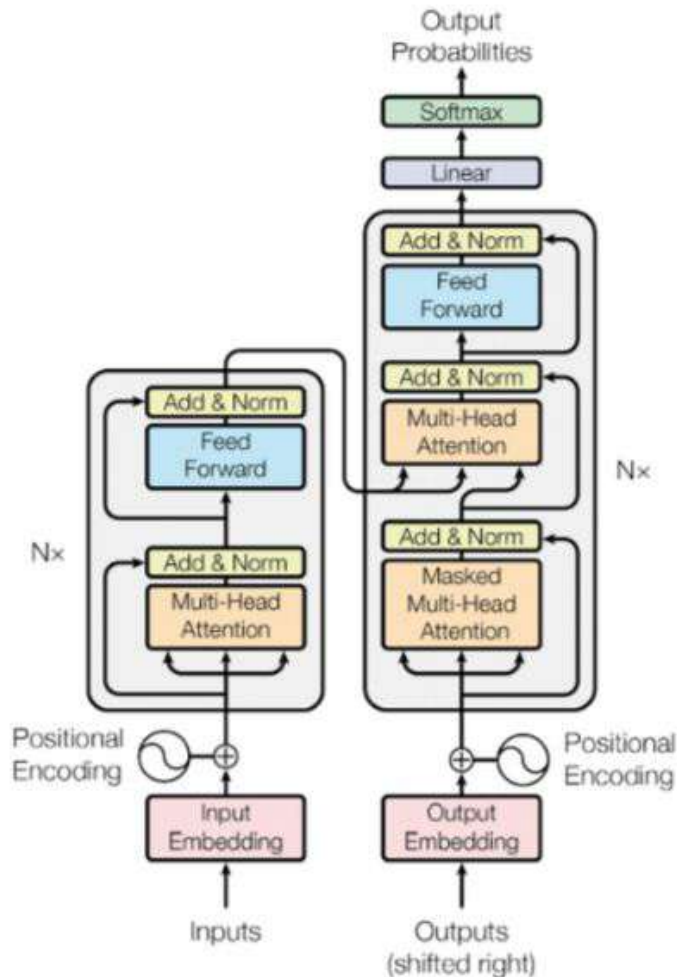 Output
Probabilities
Softmax
Linear
Add & Norm
Feed
Forward
Add & Norm
Multi-Head
Attention
Add & Norm
Masked
Multi-Head
Attention
Nx
Add & Norm
Feed
Forward
Add & Norm
Multi-Head
Attention
Nx
Positional
Encoding
Positional
Encoding
Input
Embedding
Output
Embedding
Inputs
Outputs
(shifted right)